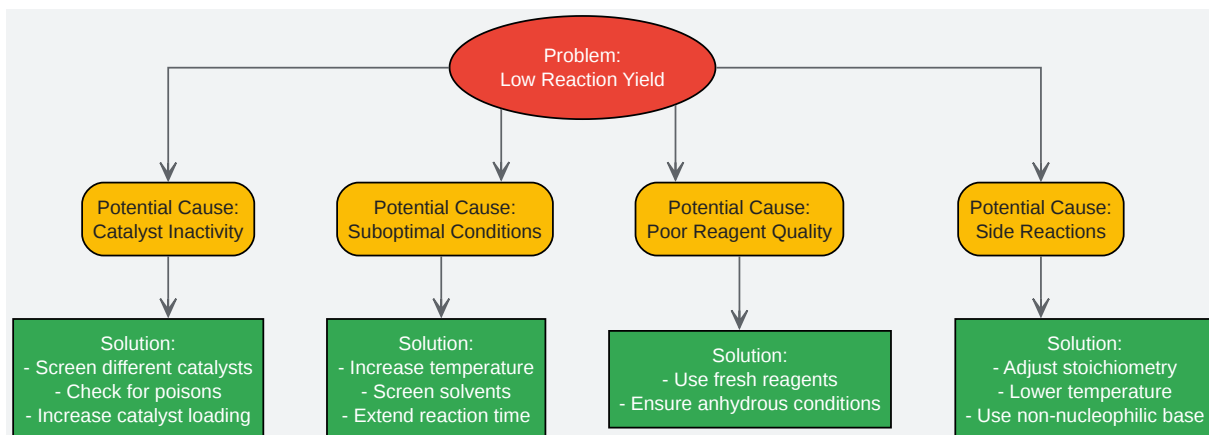 Problem:
Low Reaction Yield
Potential Cause:
Catalyst Inactivity
Potential Cause:
Suboptimal Conditions
Potential Cause:
Poor Reagent Quality
Potential Cause:
Side Reactions
Solution:
- Screen different catalysts
- Check for poisons
- Increase catalyst loading
Solution:
- Increase temperature
- Screen solvents
- Extend reaction time
Solution:
- Use fresh reagents
- Ensure anhydrous conditions
Solution:
- Adjust stoichiometry
- Lower temperature
- Use non-nucleophilic base